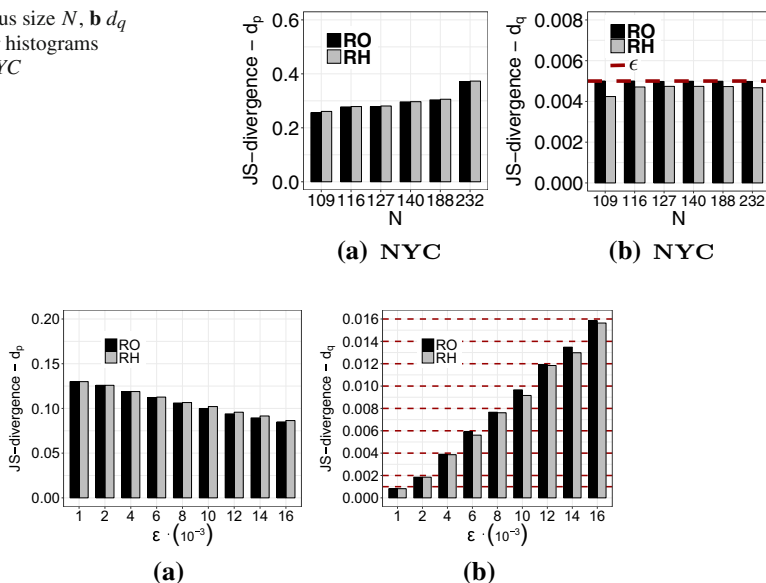 us size N, b d_q
histograms
YC
JS-divergence - d_p
0.6
0.4
0.2
0.0
RO
RH
109 116 127 140 188 232
N
(a) NYC
JS-divergence - d_q
0.008
0.006
0.004
0.002
0.000
RO
RH
ϵ
109 116 127 140 188 232
N
(b) NYC
JS-divergence - d_p
0.20
0.15
0.10
0.05
0.00
RO
RH
1 2 4 6 8 10 12 14 16
ε ·(10⁻³)
(a)
JS-divergence - d_q
0.016
0.014
0.012
0.010
0.008
0.006
0.004
0.002
0.000
RO
RH
1 2 4 6 8 10 12 14 16
ε ·(10⁻³)
(b)